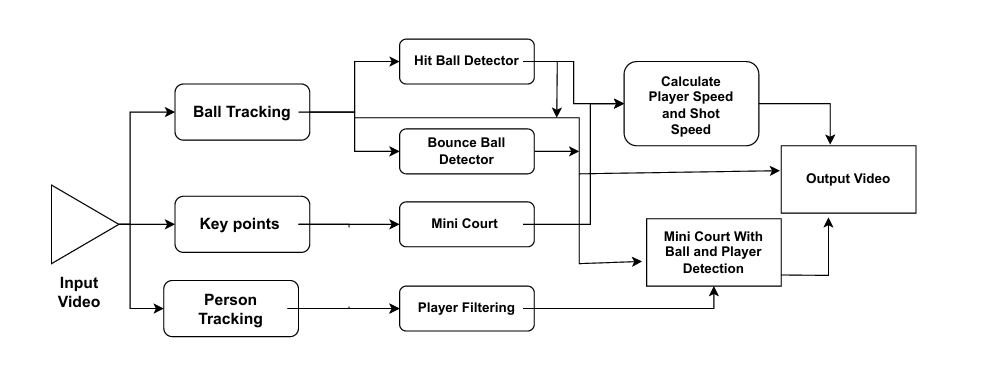 Hit Ball Detector
Calculate
Player Speed
and Shot
Speed
Ball Tracking
Bounce Ball
Detector
Output Video
Key points
Mini Court
Mini Court With
Ball and Player
Detection
Input
Video
Person
Tracking
Player Filtering